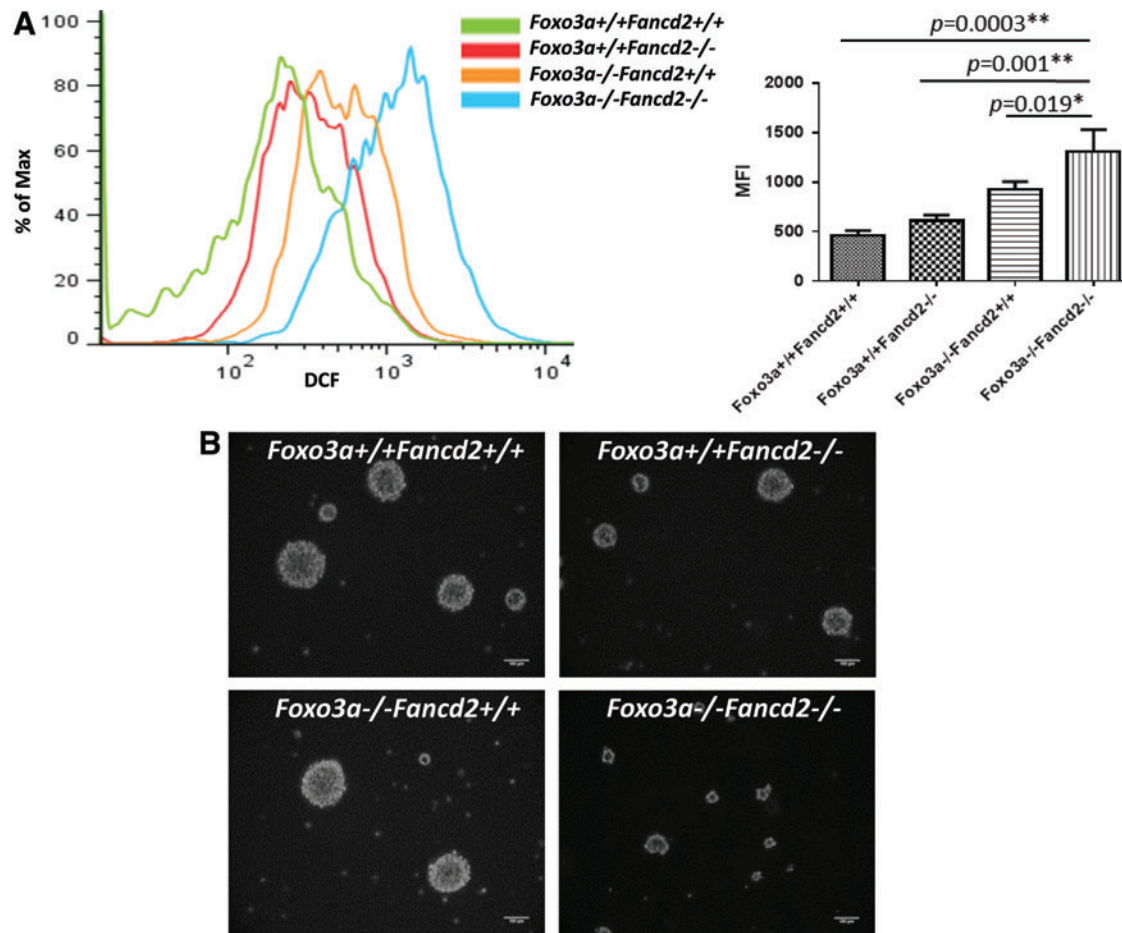 A
100
80
60
40
20
0
% of Max
10^2
10^3
10^4
DCF
Foxo3a+/+Fancd2+/+
Foxo3a+/+Fancd2-/-
Foxo3a-/-Fancd2+/+
Foxo3a-/-Fancd2-/-
p=0.0003**
p=0.001**
p=0.019*
2000
1500
1000
500
0
MFI
Foxo3a+/+Fancd2+/+
Foxo3a+/+Fancd2-/-
Foxo3a-/-Fancd2+/+
Foxo3a-/-Fancd2-/-
B
Foxo3a+/+Fancd2+/+
Foxo3a+/+Fancd2-/-
Foxo3a-/-Fancd2+/+
Foxo3a-/-Fancd2-/-